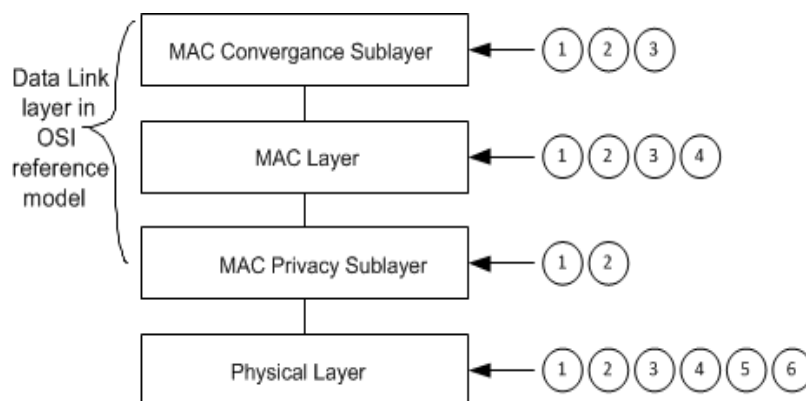 MAC Convergance Sublayer
1 2 3
Data Link
layer in
OSI
reference
model
MAC Layer
1 2 3 4
MAC Privacy Sublayer
1 2
Physical Layer
1 2 3 4 5 6